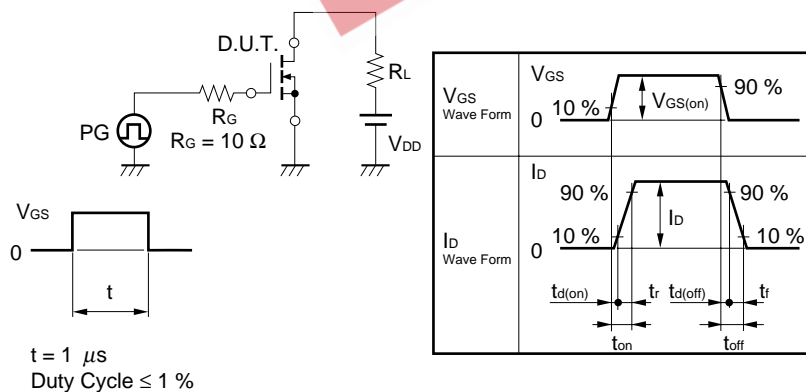 D.U.T.
RL
RG
PG
RG = 10 Ω
VDD
VGS
0
t
t = 1 μs
Duty Cycle ≤ 1 %
VGS
Wave Form
VGS
10 %
VGS(on)
90 %
0
ID
Wave Form
ID
90 %
90 %
ID
10 %
10 %
0
td(on)
tr
td(off)
tf
ton
toff